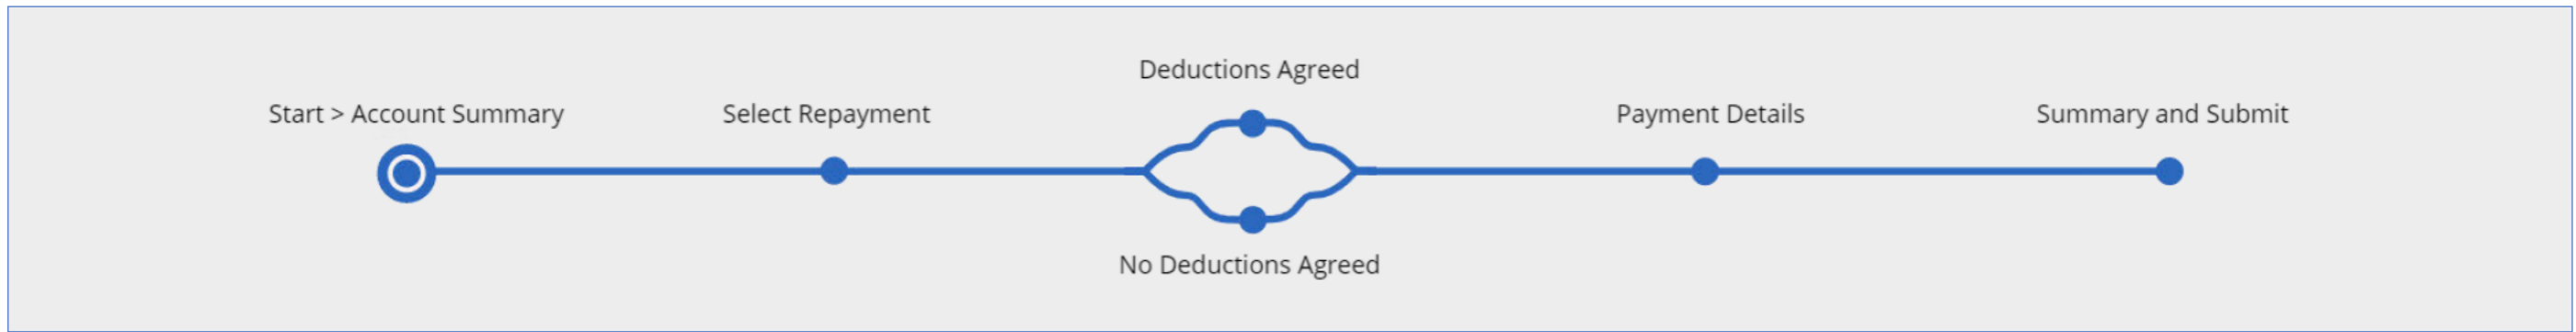 Start > Account Summary
Select Repayment
Deductions Agreed
No Deductions Agreed
Payment Details
Summary and Submit